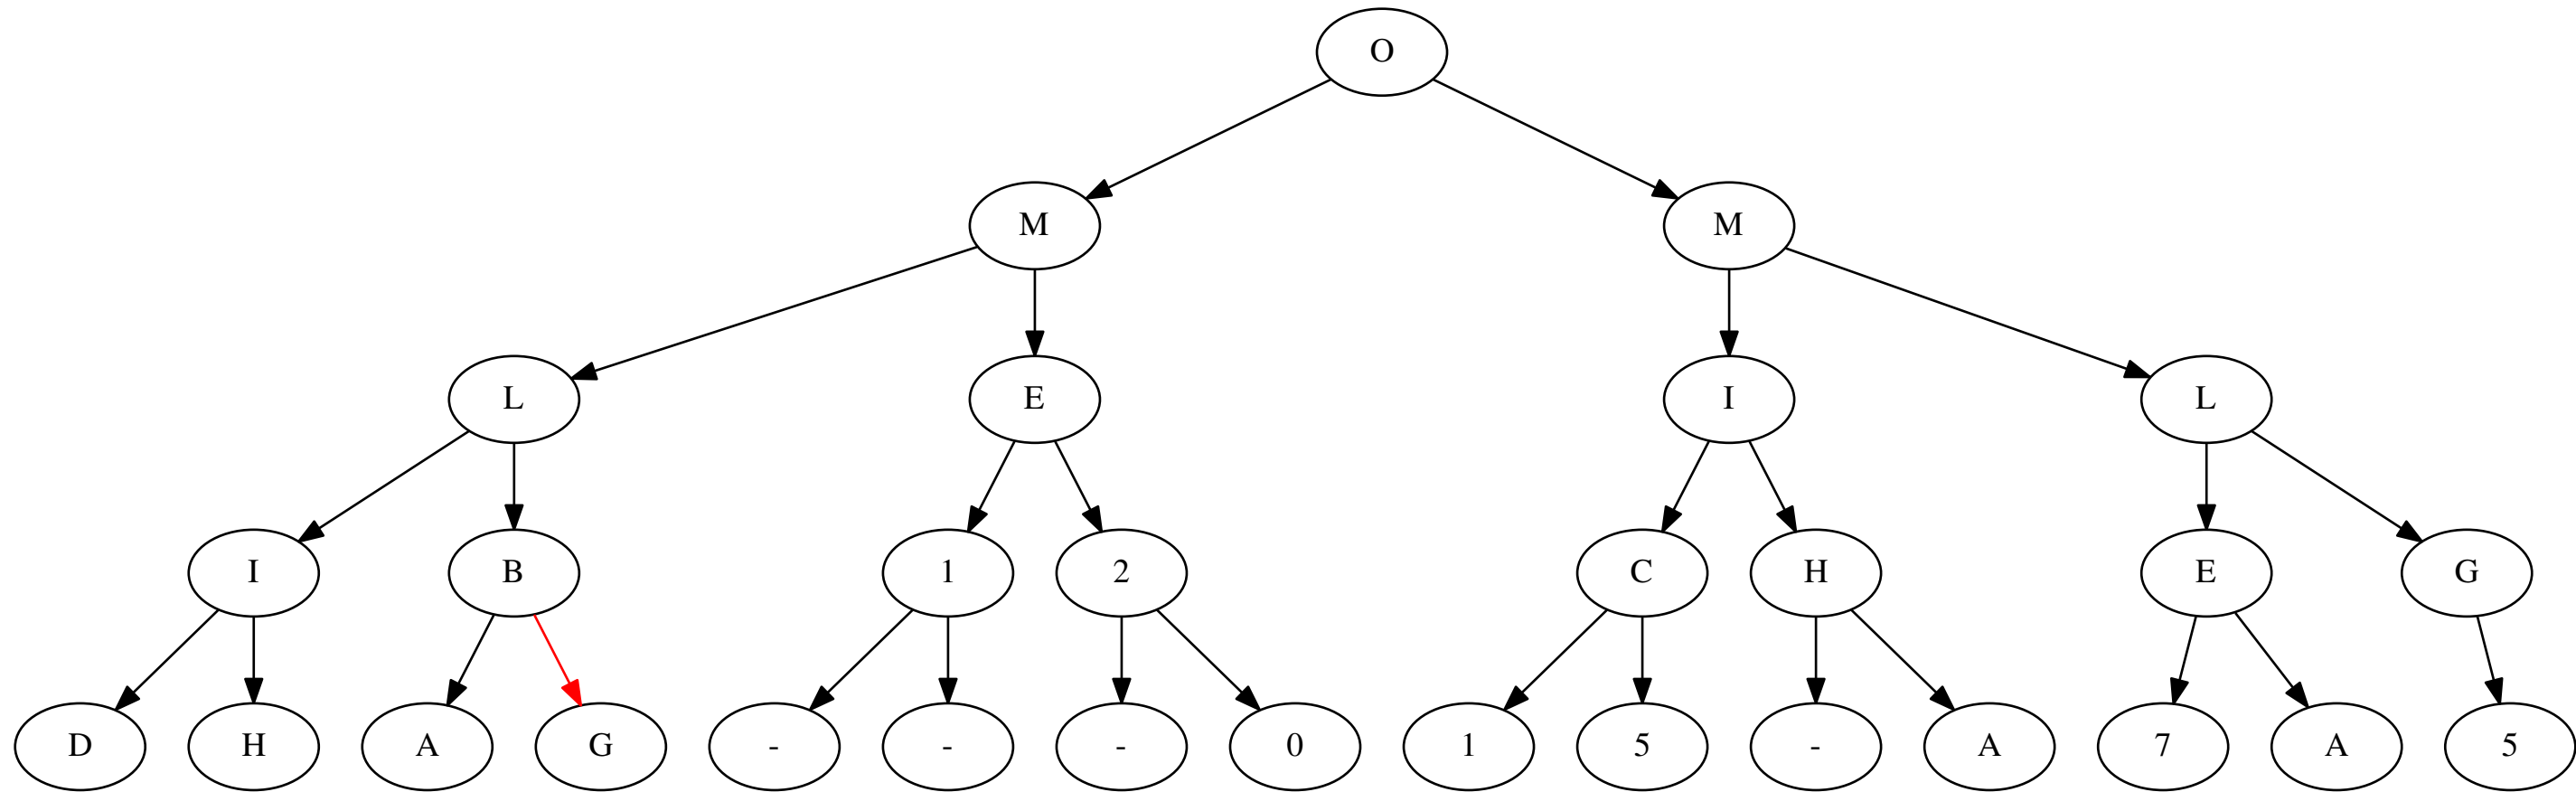 O
M M
L E I L
I B 1 2 C H E G
D H A G - - - 0 1 5 - A 7 A 5